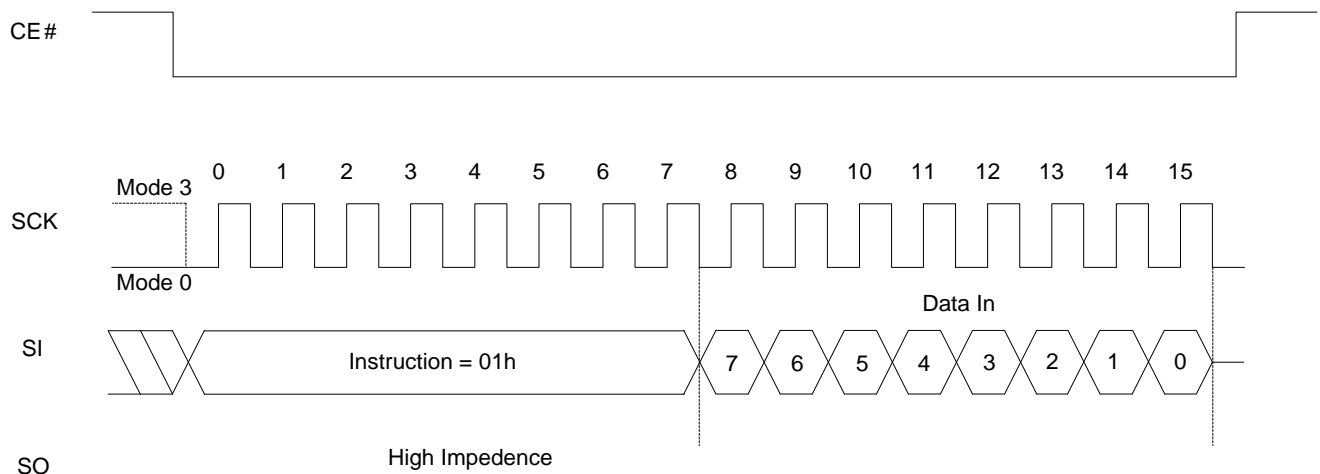 CE#
0 1 2 3 4 5 6 7 8 9 10 11 12 13 14 15
Mode 3
SCK
Mode 0
Data In
SI
Instruction = 01h
7 6 5 4 3 2 1 0
High Impedence
SO